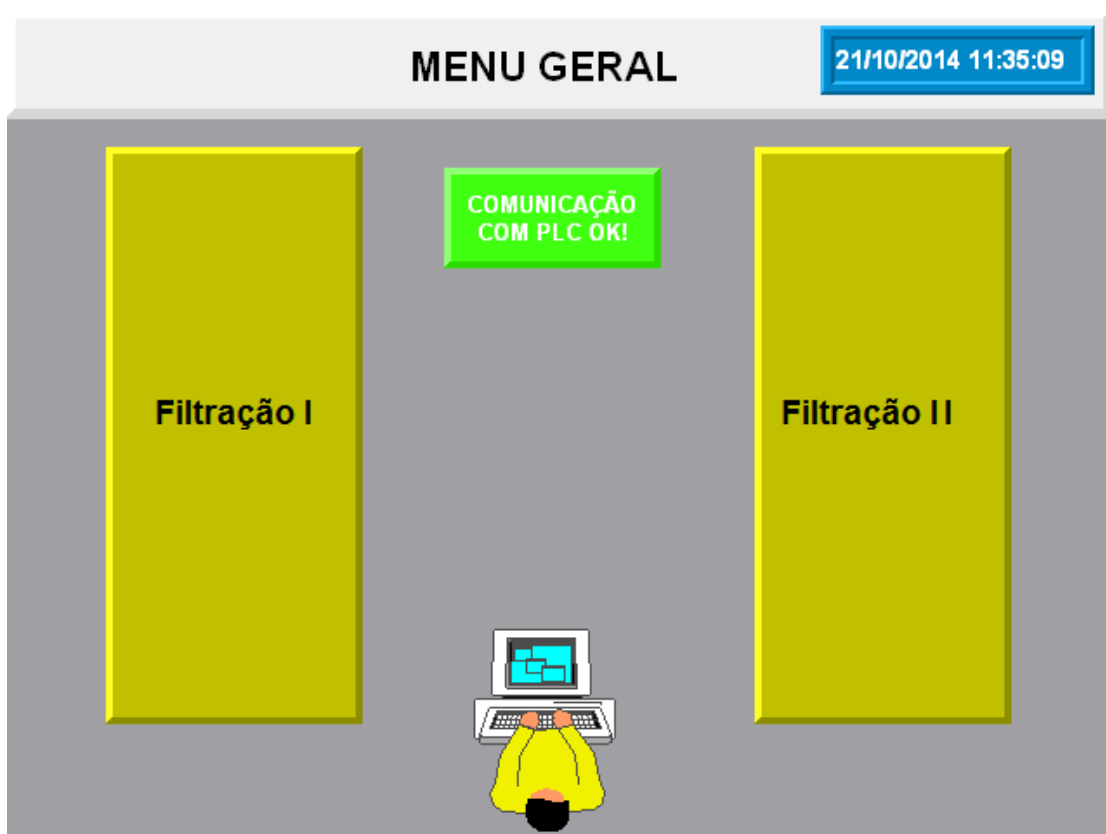 MENU GERAL
21/10/2014 11:35:09
COMUNICAÇÃO
COM PLC OK!
Filtração I
Filtração II